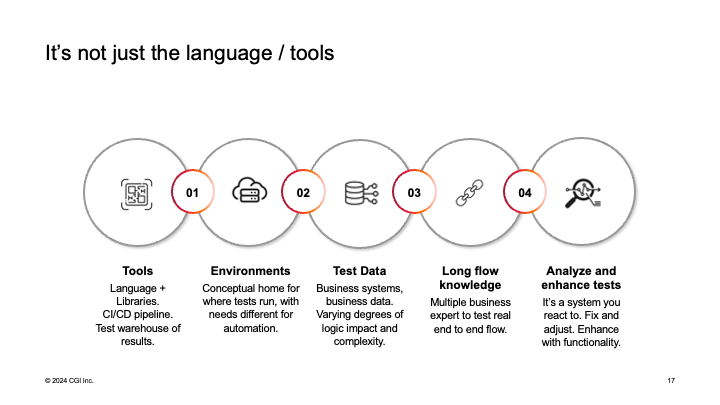 It’s not just the language / tools
01
02
03
04
Tools
Language +
Libraries.
CI/CD pipeline.
Test warehouse of
results.
Environments
Conceptual home for
where tests run, with
needs different for
automation.
Test Data
Business systems,
business data.
Varying degrees of
logic impact and
complexity.
Long flow
knowledge
Multiple business
expert to test real
end to end flow.
Analyze and
enhance tests
It’s a system you
react to. Fix and
adjust. Enhance
with functionality.
© 2024 CGI Inc.
17